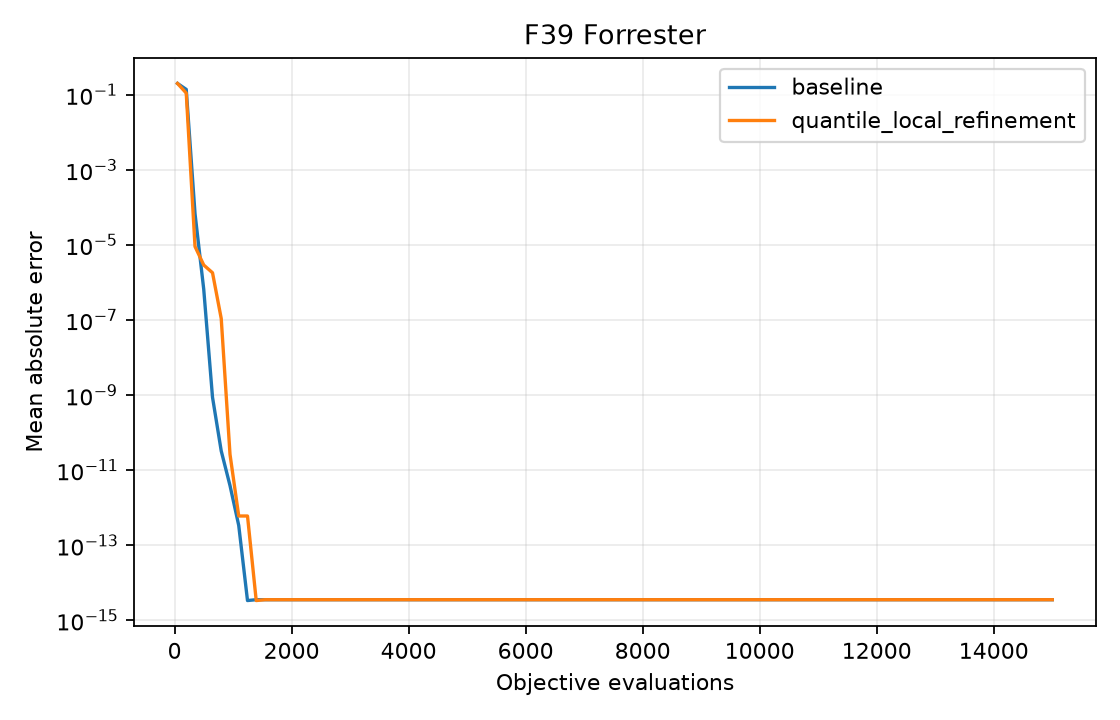 F39 Forrester
baseline
quantile_local_refinement
Mean absolute error
10⁻¹
10⁻³
10⁻⁵
10⁻⁷
10⁻⁹
10⁻¹¹
10⁻¹³
10⁻¹⁵
0 2000 4000 6000 8000 10000 12000 14000
Objective evaluations